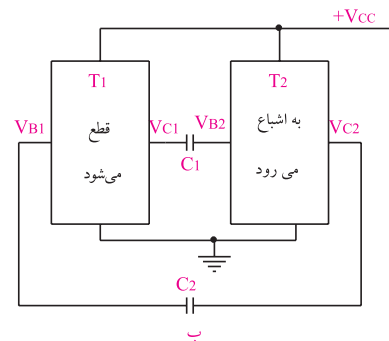 +VCC
T1
T2
VB1
قطع
می‌شود
VC1
VB2
به اشباع
می رود
VC2
C1
C2
ب